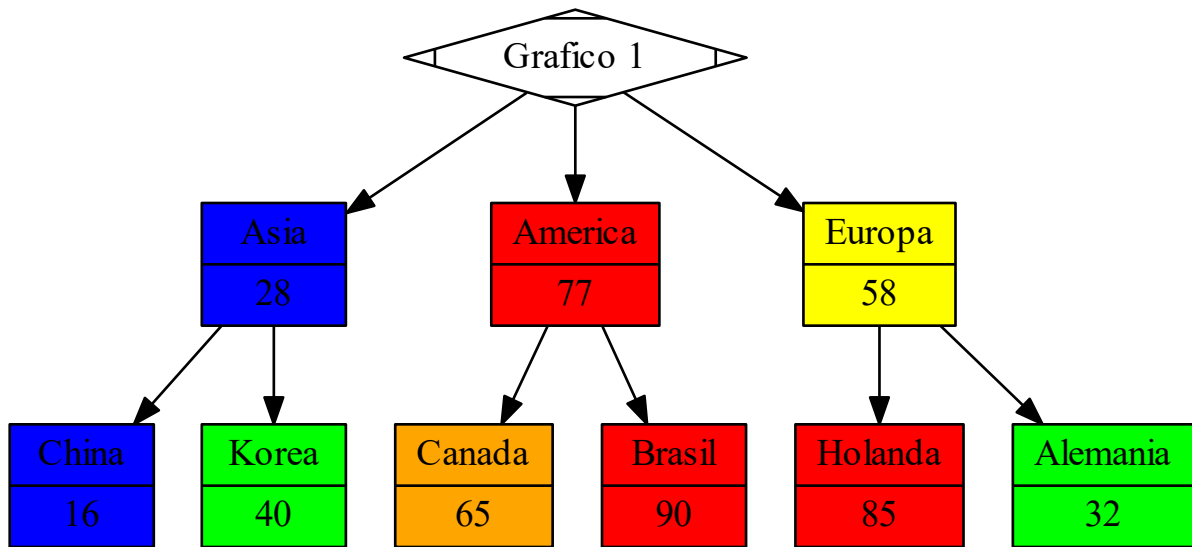 Grafico 1
Asia
28
America
77
Europa
58
China
16
Korea
40
Canada
65
Brasil
90
Holanda
85
Alemania
32